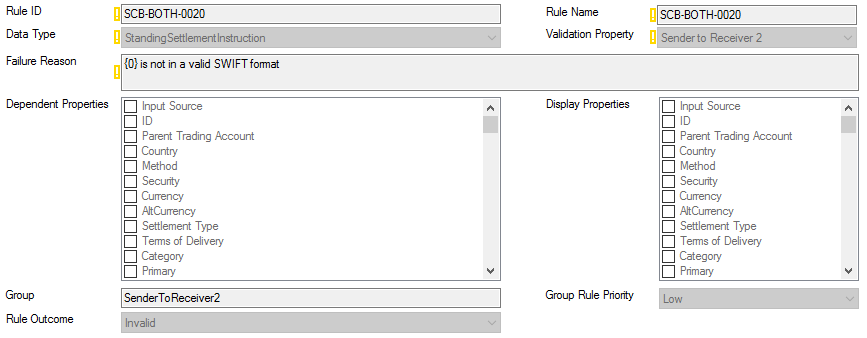 Rule ID SCB-BOTH-0020 Rule Name SCB-BOTH-0020
Data Type StandingSettlementInstruction Validation Property Sender to Receiver 2
Failure Reason {0} is not in a valid SWIFT format
Dependent Properties Input Source Display Properties Input Source
ID ID
Parent Trading Account Parent Trading Account
Country Country
Method Method
Security Security
Currency Currency
AltCurrency AltCurrency
Settlement Type Settlement Type
Terms of Delivery Terms of Delivery
Category Category
Primary Primary
Group SenderToReceiver2 Group Rule Priority Low
Rule Outcome Invalid